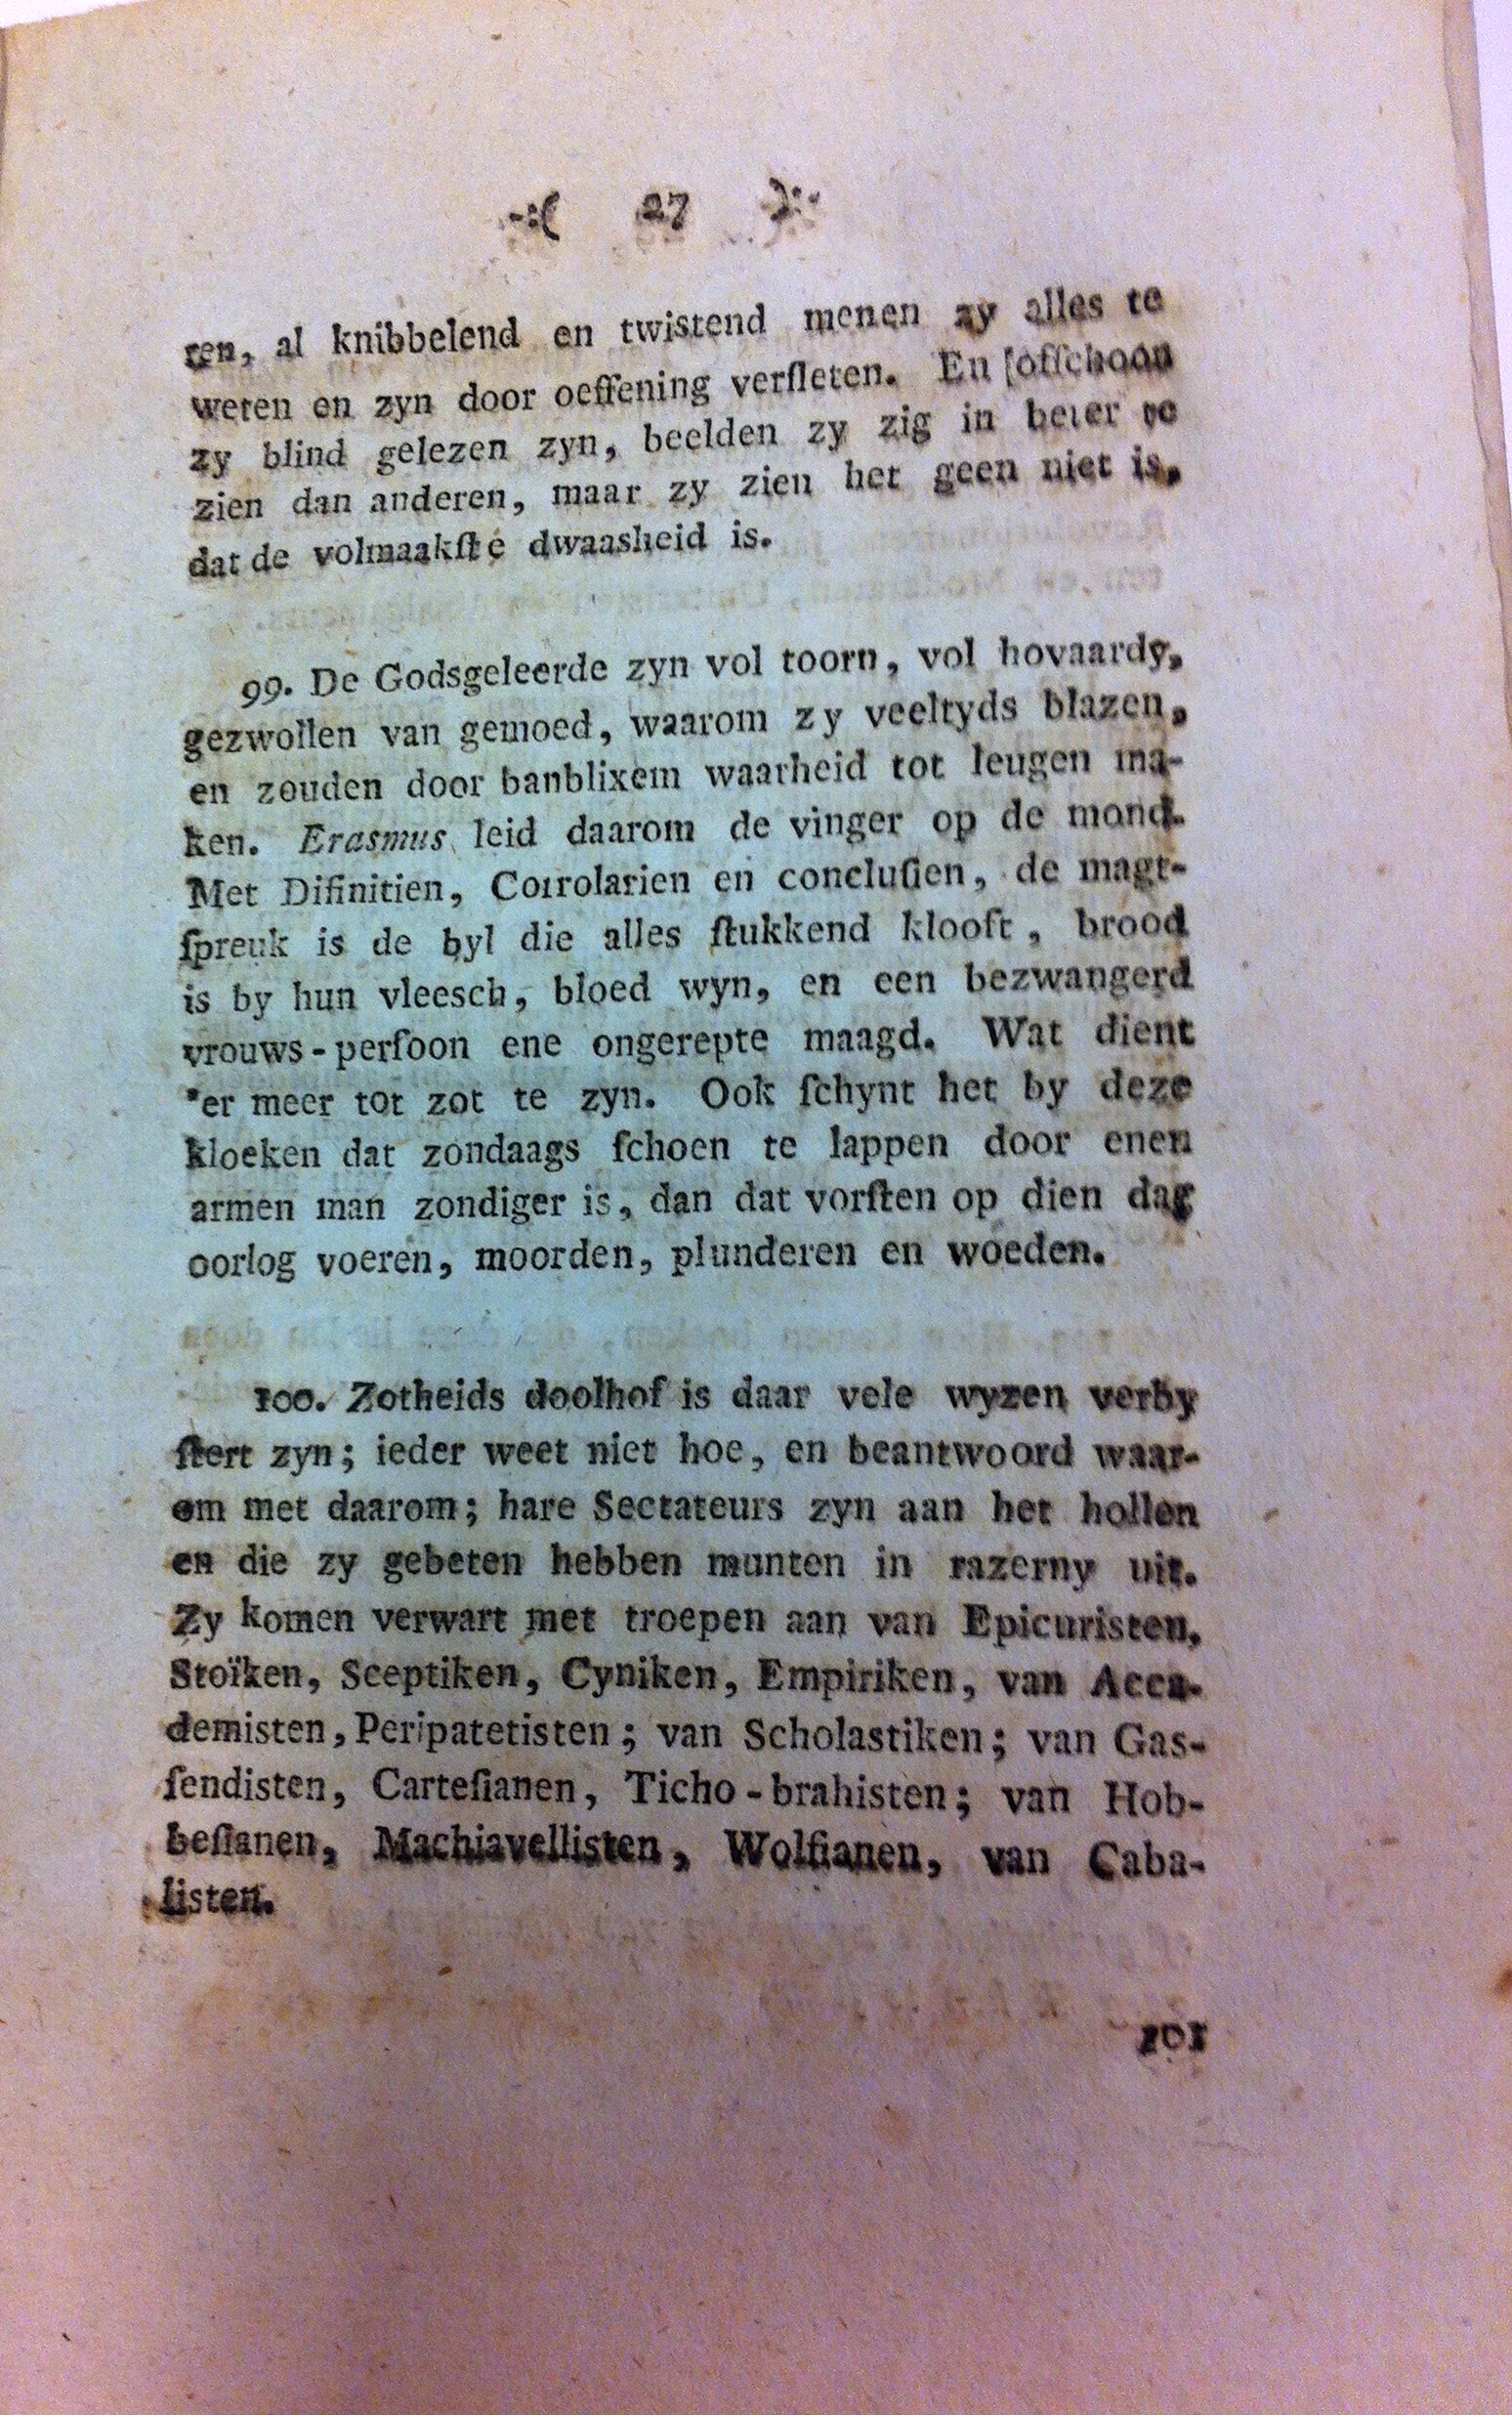 -:( 27 ):-
ren, al knibbelend en twistend menen zy alles te
weten en zyn door oeffening verſleten. En ſofſchoon
zy blind gelezen zyn, beelden zy zig in beter te
zien dan anderen, maar zy zien het geen niet is,
dat de volmaakſte dwaasheid is.
99. De Godsgeleerde zyn vol toorn, vol hovaardy,
gezwollen van gemoed, waarom zy veeltyds blazen,
en zouden door banblixem waarheid tot leugen ma-
ken. Erasmus leid daarom de vinger op de mond.
Met Difinitien, Corrolarien en concluſien, de magt-
ſpreuk is de byl die alles ſtukkend klooft, brood
is by hun vleesch, bloed wyn, en een bezwangerd
vrouws-perſoon ene ongerepte maagd. Wat dient
'er meer tot zot te zyn. Ook ſchynt het by deze
kloeken dat zondaags ſchoen te lappen door enen
armen man zondiger is, dan dat vorſten op dien dag
oorlog voeren, moorden, plunderen en woeden.
100. Zotheids doolhof is daar vele wyzen verby
ſtert zyn; ieder weet niet hoe, en beantwoord waar-
om met daarom; hare Sectateurs zyn aan het hollen
en die zy gebeten hebben munten in razerny uit.
Zy komen verwart met troepen aan van Epicuristen,
Stoïken, Sceptiken, Cyniken, Empiriken, van Acca-
demisten, Peripatetisten; van Scholastiken; van Gas-
ſendisten, Carteſianen, Ticho-brahisten; van Hob-
beſianen, Machiavellisten, Wolfianen, van Caba-
listen.
101